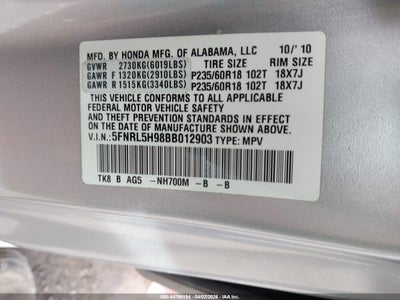 MFD. BY HONDA MFG. OF ALABAMA, LLC 10/'10
GVWR 2730KG(6019LBS) TIRE SIZE RIM SIZE
GAWR F 1320KG(2910LBS) P235/60R18 102T 18X7J
GAWR R 1515KG(3340LBS) P235/60R18 102T 18X7J
THIS VEHICLE CONFORMS TO ALL APPLICABLE
FEDERAL MOTOR VEHICLE SAFETY AND THEFT
PREVENTION STANDARDS IN EFFECT ON THE
DATE OF MANUFACTURE SHOWN ABOVE.
V.I.N.: 5FNRL5H98BB012903 TYPE: MPV
TK8 B AG5 -NH700M -B -B